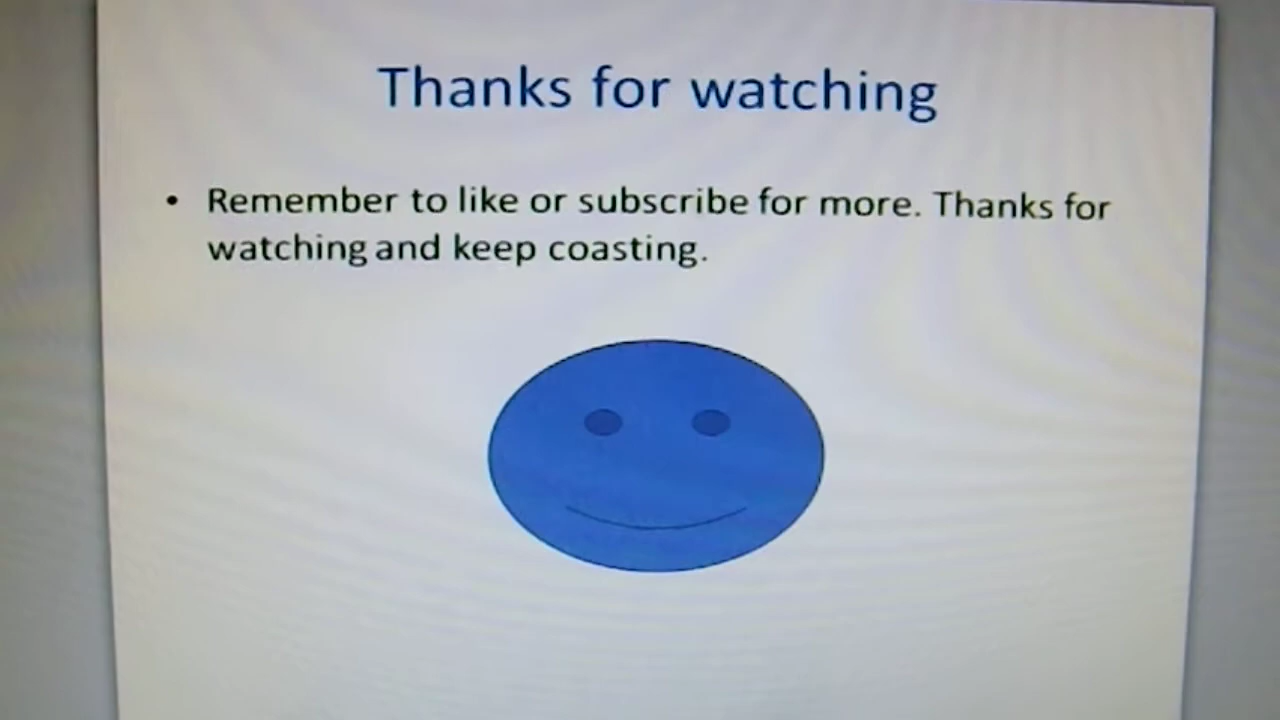 Thanks for watching
• Remember to like or subscribe for more. Thanks for
watching and keep coasting.